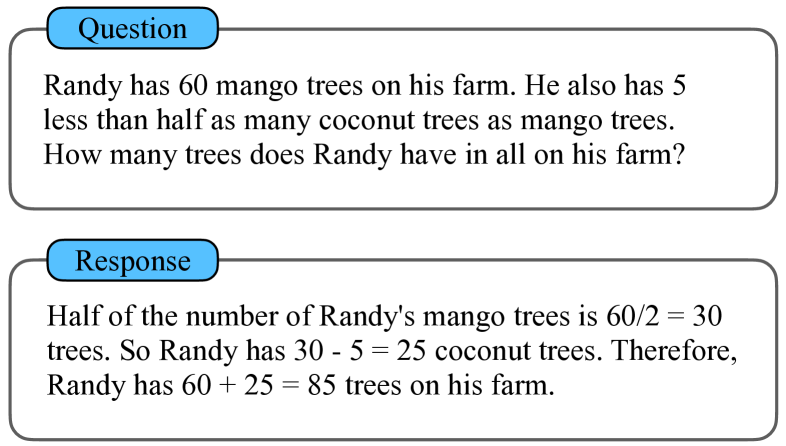 Question
Randy has 60 mango trees on his farm. He also has 5
less than half as many coconut trees as mango trees.
How many trees does Randy have in all on his farm?
Response
Half of the number of Randy's mango trees is 60/2 = 30
trees. So Randy has 30 - 5 = 25 coconut trees. Therefore,
Randy has 60 + 25 = 85 trees on his farm.